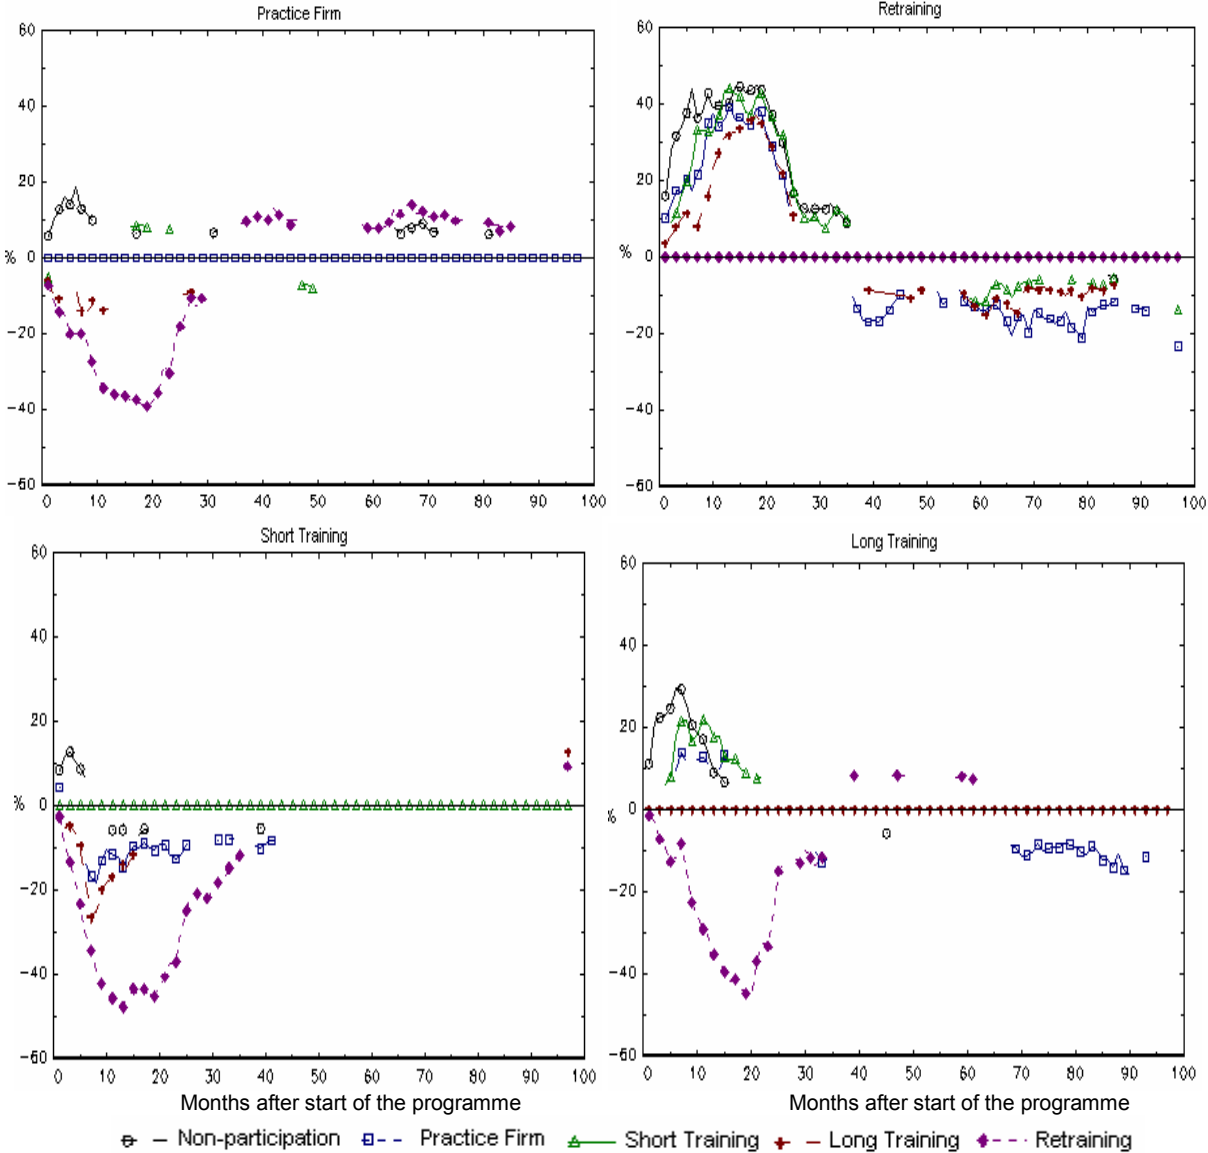 Practice Firm
60
40
20
% 0
-20
-40
-60
0 10 20 30 40 50 60 70 80 90 100
Retraining
60
40
20
% 0
-20
-40
-60
0 10 20 30 40 50 60 70 80 90 100
Short Training
60
40
20
% 0
-20
-40
-60
0 10 20 30 40 50 60 70 80 90 100
Months after start of the programme
Long Training
60
40
20
% 0
-20
-40
-60
0 10 20 30 40 50 60 70 80 90 100
Months after start of the programme
Non-participation Practice Firm Short Training Long Training Retraining